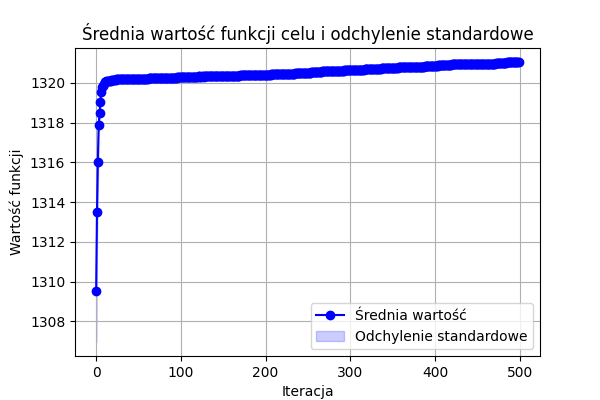 Średnia wartość funkcji celu i odchylenie standardowe
Wartość funkcji
1320
1318
1316
1314
1312
1310
1308
Średnia wartość
Odchylenie standardowe
0 100 200 300 400 500
Iteracja